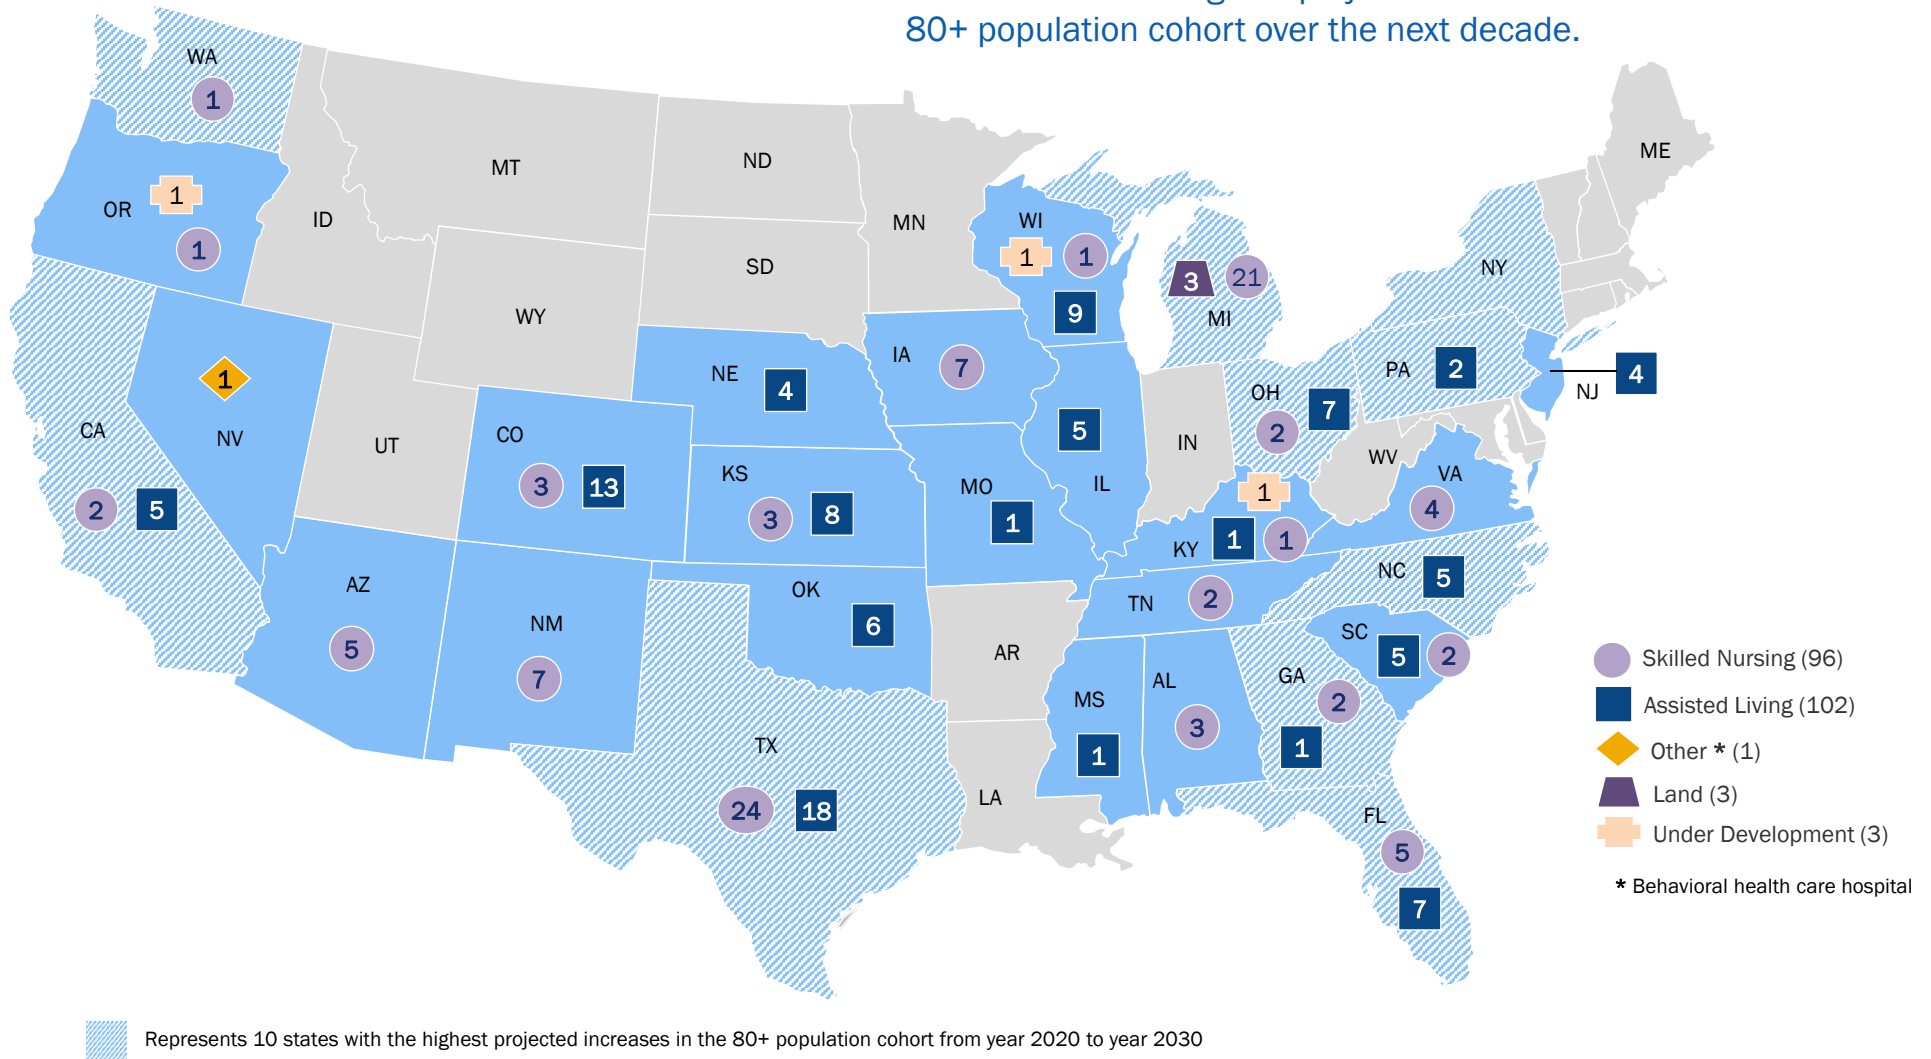 80+ population cohort over the next decade.
WA
1
MT
ND
MN
ME
OR
1
1
ID
SD
WY
WI
1
1
9
3
21
MI
NY
NV
1
UT
NE
4
IA
7
IL
5
IN
OH
7
2
PA
2
NJ
4
CA
2
5
CO
3
13
KS
3
8
MO
1
KY
1
1
1
WV
VA
4
AZ
5
NM
7
OK
6
AR
TN
2
NC
5
SC
5
2
TX
24
18
LA
MS
1
AL
3
GA
2
1
FL
5
7
Skilled Nursing (96)
Assisted Living (102)
Other * (1)
Land (3)
Under Development (3)
* Behavioral health care hospital
Represents 10 states with the highest projected increases in the 80+ population cohort from year 2020 to year 2030